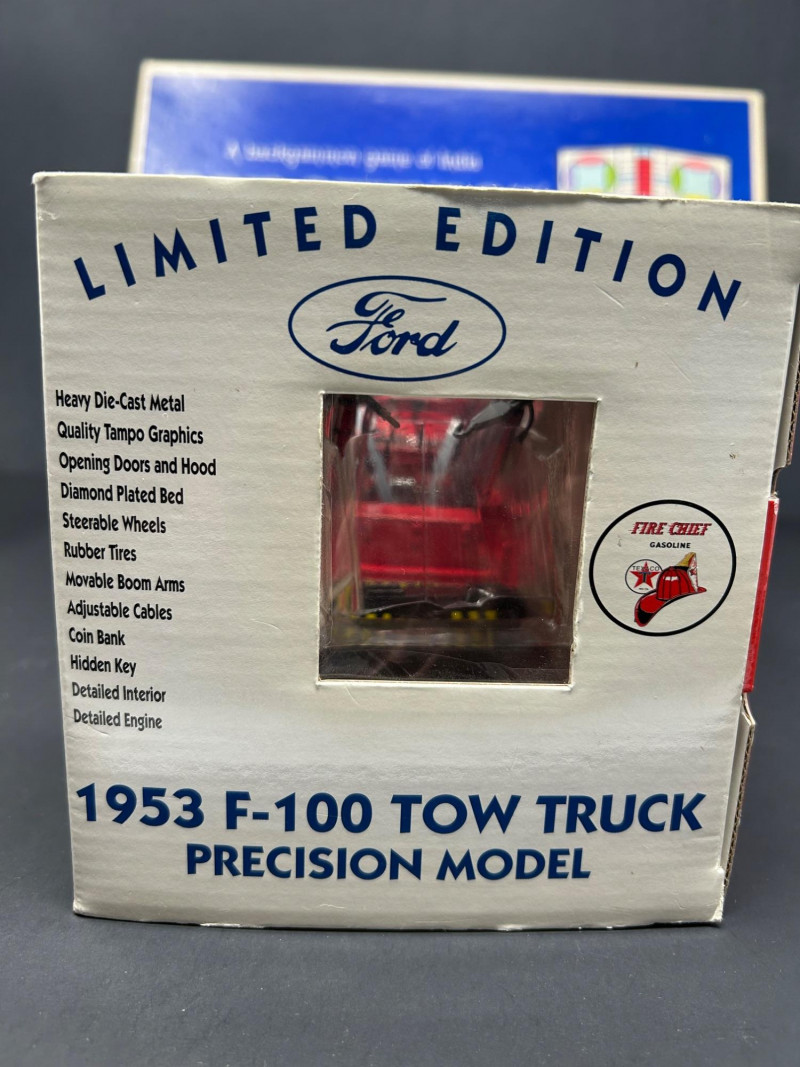 LIMITED EDITION
Ford
Heavy Die-Cast Metal
Quality Tampo Graphics
Opening Doors and Hood
Diamond Plated Bed
Steerable Wheels
Rubber Tires
Movable Boom Arms
Adjustable Cables
Coin Bank
Hidden Key
Detailed Interior
Detailed Engine
FIRE CHIEF
GASOLINE
TEXACO
1953 F-100 TOW TRUCK
PRECISION MODEL